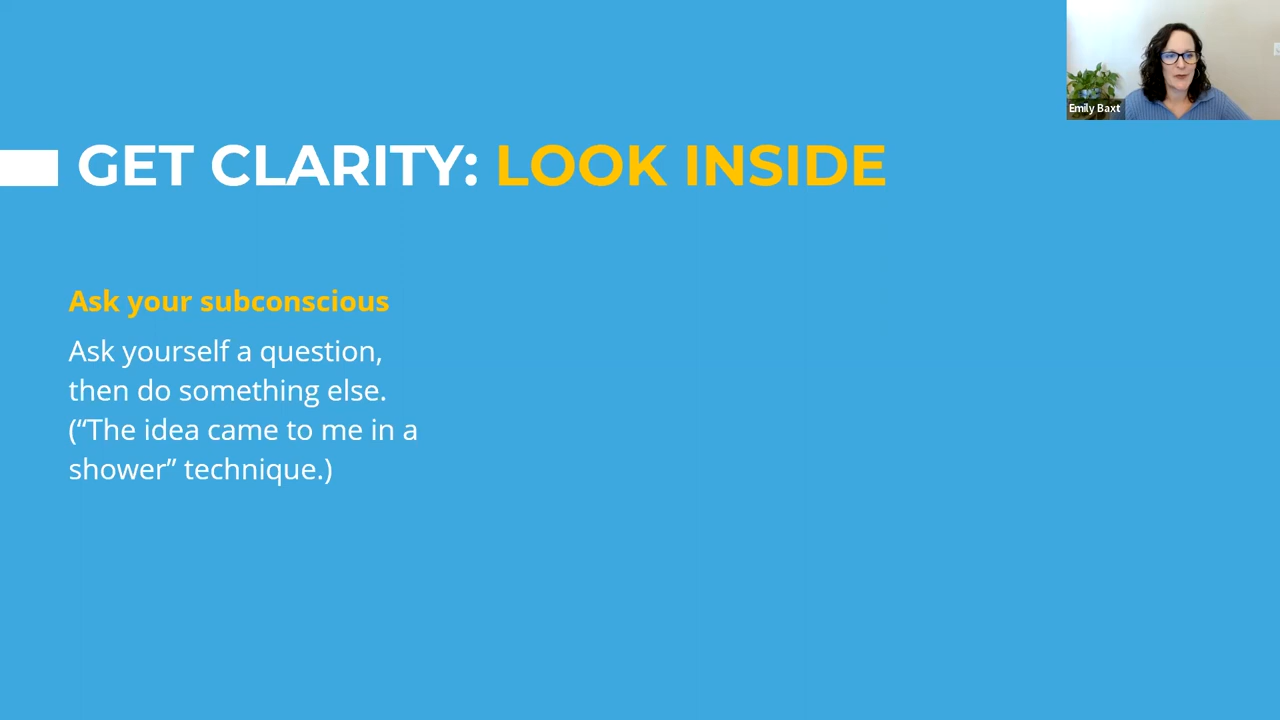 Emily Baxt
GET CLARITY: LOOK INSIDE
Ask your subconscious
Ask yourself a question,
then do something else.
(“The idea came to me in a
shower” technique.)